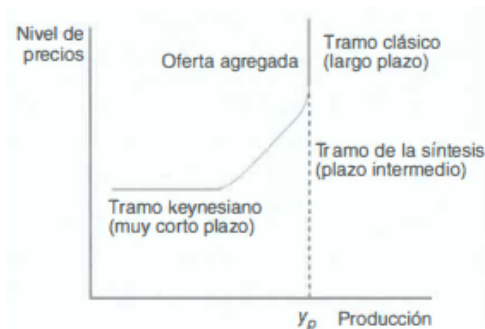 Nivel de
precios
Oferta agregada
Tramo clásico
(largo plazo)
Tramo de la síntesis
(plazo intermedio)
Tramo keynesiano
(muy corto plazo)
yp
Producción